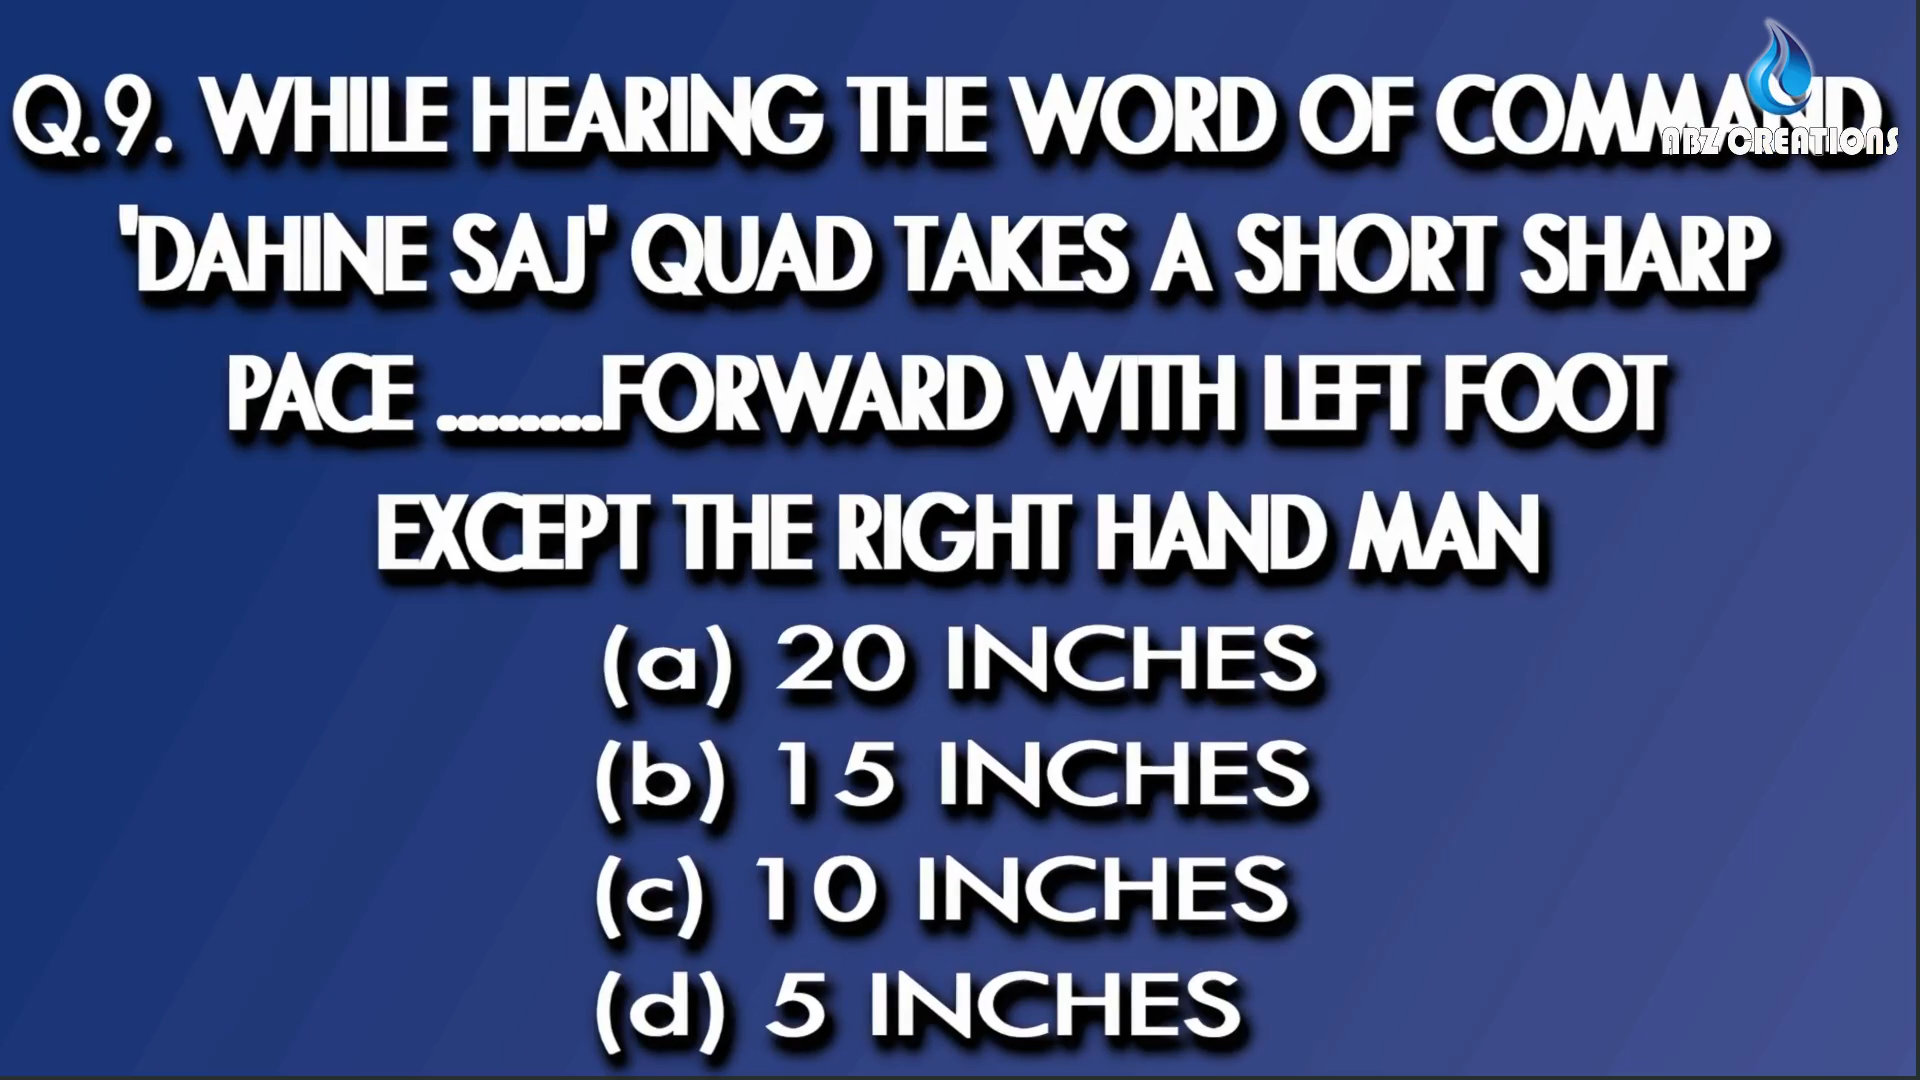 Q.9. WHILE HEARING THE WORD OF COMMAND
ABZ CREATIONS
'DAHINE SAJ' QUAD TAKES A SHORT SHARP
PACE ........FORWARD WITH LEFT FOOT
EXCEPT THE RIGHT HAND MAN
(a) 20 INCHES
(b) 15 INCHES
(c) 10 INCHES
(d) 5 INCHES